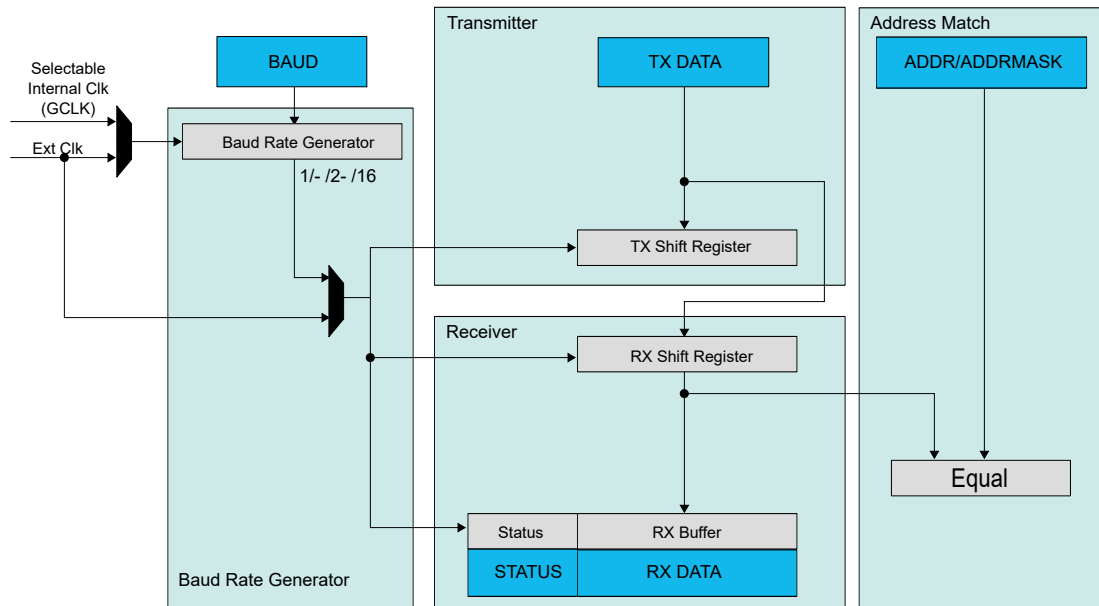 Transmitter
Address Match
BAUD
TX DATA
ADDR/ADDRMASK
Selectable
Internal Clk
(GCLK)
Ext Clk
Baud Rate Generator
1/- /2- /16
TX Shift Register
Receiver
RX Shift Register
Equal
Status
RX Buffer
STATUS
RX DATA
Baud Rate Generator